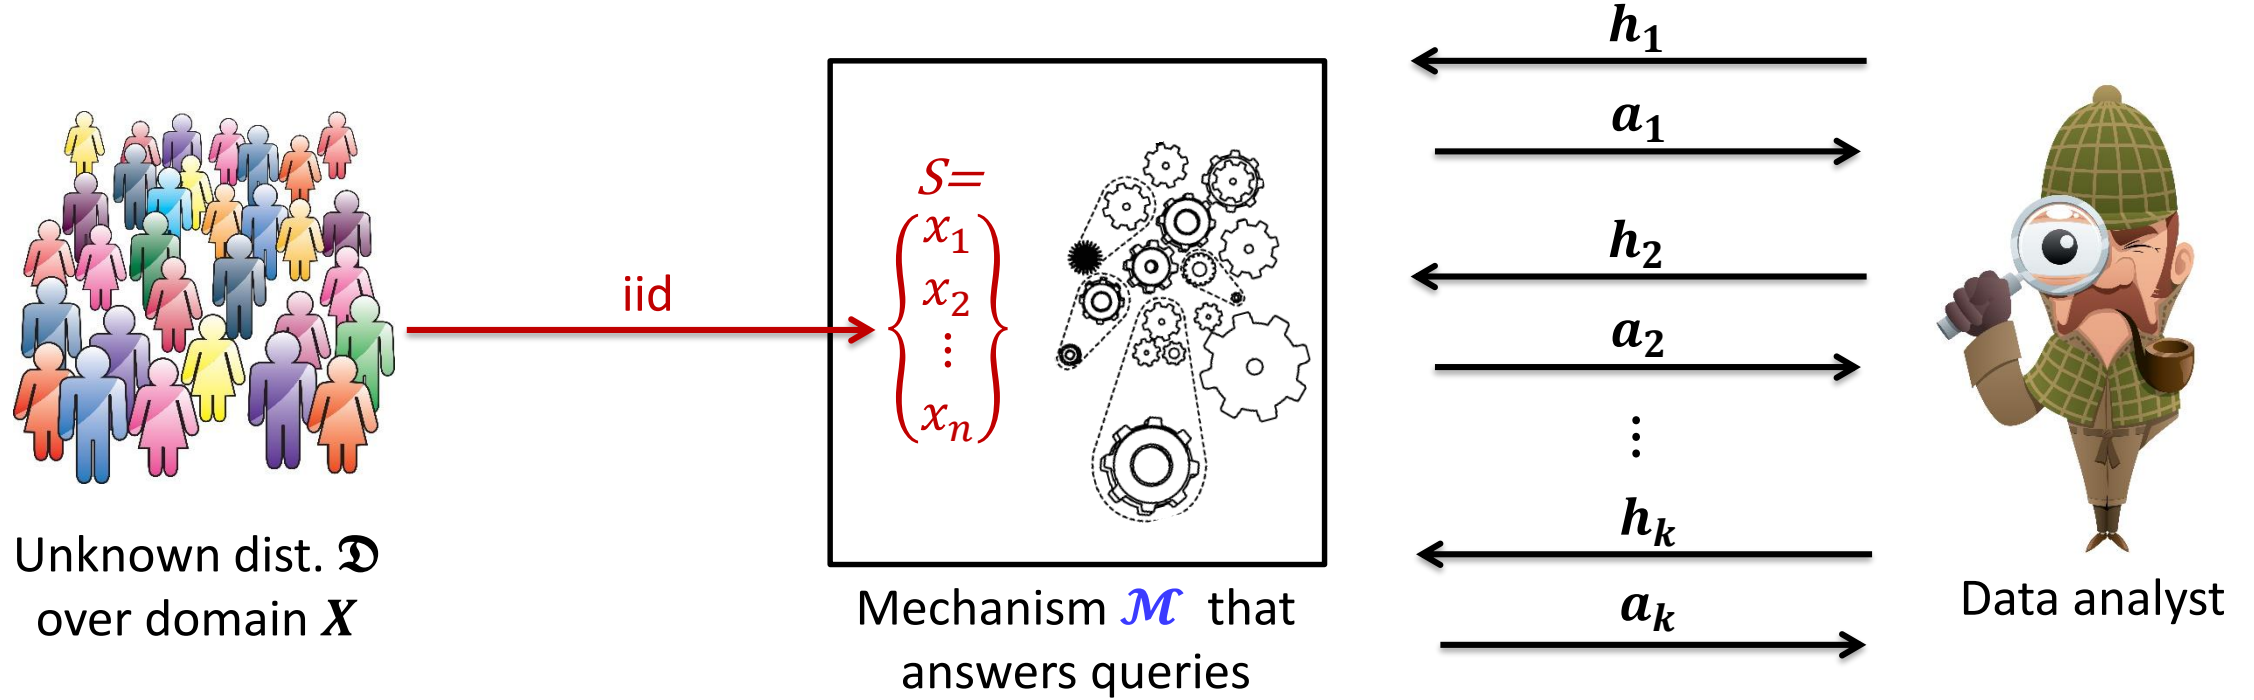 Unknown dist. 𝕯
over domain X
iid
S=
x₁
x₂
⋮
xₙ
Mechanism ℳ that
answers queries
h₁
a₁
h₂
a₂
⋮
hₖ
aₖ
Data analyst